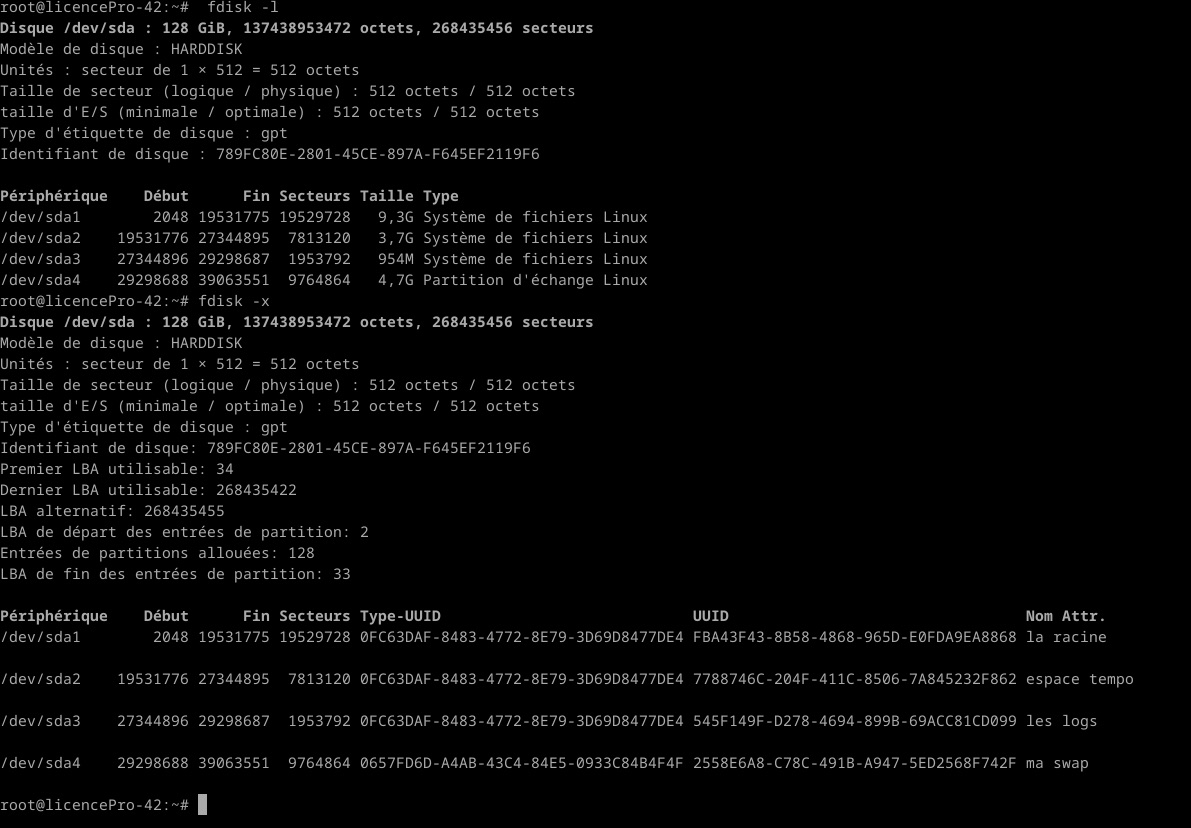 root@licencePro-42:~#  fdisk -l
Disque /dev/sda : 128 GiB, 137438953472 octets, 268435456 secteurs
Modèle de disque : HARDDISK
Unités : secteur de 1 × 512 = 512 octets
Taille de secteur (logique / physique) : 512 octets / 512 octets
taille d'E/S (minimale / optimale) : 512 octets / 512 octets
Type d'étiquette de disque : gpt
Identifiant de disque : 789FC80E-2801-45CE-897A-F645EF2119F6
Périphérique    Début      Fin Secteurs Taille Type
/dev/sda1        2048 19531775 19529728   9,3G Système de fichiers Linux
/dev/sda2    19531776 27344895  7813120   3,7G Système de fichiers Linux
/dev/sda3    27344896 29298687  1953792   954M Système de fichiers Linux
/dev/sda4    29298688 39063551  9764864   4,7G Partition d'échange Linux
root@licencePro-42:~# fdisk -x
Disque /dev/sda : 128 GiB, 137438953472 octets, 268435456 secteurs
Modèle de disque : HARDDISK
Unités : secteur de 1 × 512 = 512 octets
Taille de secteur (logique / physique) : 512 octets / 512 octets
taille d'E/S (minimale / optimale) : 512 octets / 512 octets
Type d'étiquette de disque : gpt
Identifiant de disque: 789FC80E-2801-45CE-897A-F645EF2119F6
Premier LBA utilisable: 34
Dernier LBA utilisable: 268435422
LBA alternatif: 268435455
LBA de départ des entrées de partition: 2
Entrées de partitions allouées: 128
LBA de fin des entrées de partition: 33
Périphérique    Début      Fin Secteurs Type-UUID                            UUID                                 Nom Attr.
/dev/sda1        2048 19531775 19529728 0FC63DAF-8483-4772-8E79-3D69D8477DE4 FBA43F43-8B58-4868-965D-E0FDA9EA8868 la racine
/dev/sda2    19531776 27344895  7813120 0FC63DAF-8483-4772-8E79-3D69D8477DE4 7788746C-204F-411C-8506-7A845232F862 espace tempo
/dev/sda3    27344896 29298687  1953792 0FC63DAF-8483-4772-8E79-3D69D8477DE4 545F149F-D278-4694-899B-69ACC81CD099 les logs
/dev/sda4    29298688 39063551  9764864 0657FD6D-A4AB-43C4-84E5-0933C84B4F4F 2558E6A8-C78C-491B-A947-5ED2568F742F ma swap
root@licencePro-42:~#